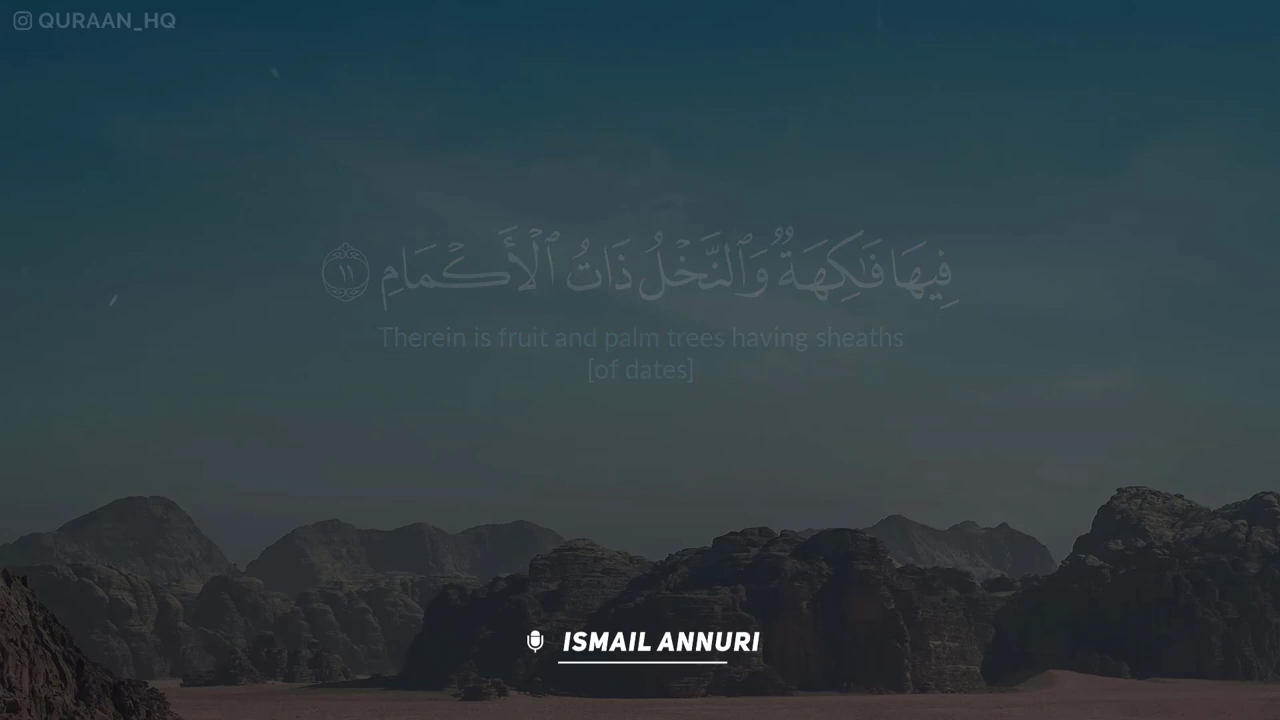 QURAAN_HQ
فِيهَا فَٰكِهَةٌ وَٱلنَّخْلُ ذَاتُ ٱلْأَكْمَامِ ١١
Therein is fruit and palm trees having sheaths
[of dates]
ISMAIL ANNURI